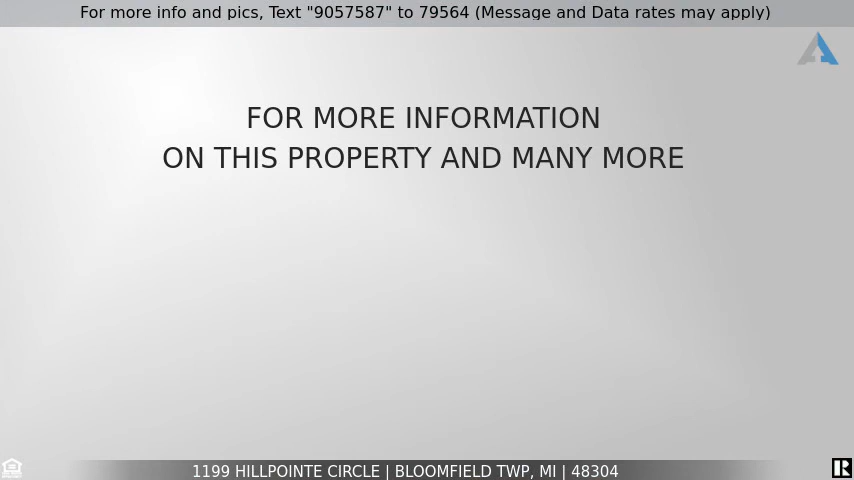 For more info and pics, Text "9057587" to 79564 (Message and Data rates may apply)
FOR MORE INFORMATION
ON THIS PROPERTY AND MANY MORE
1199 HILLPOINTE CIRCLE | BLOOMFIELD TWP, MI | 48304